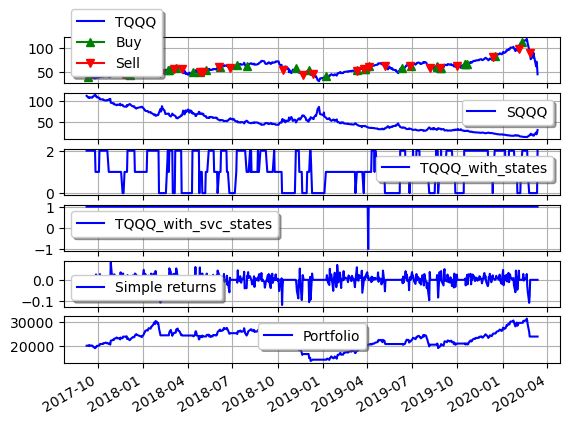 TQQQ
Buy
Sell
100
50
SQQQ
100
50
TQQQ_with_states
2
0
TQQQ_with_svc_states
1
0
−1
Simple returns
0.0
−0.1
Portfolio
30000
20000
2017-10 2018-01 2018-04 2018-07 2018-10 2019-01 2019-04 2019-07 2019-10 2020-01 2020-04